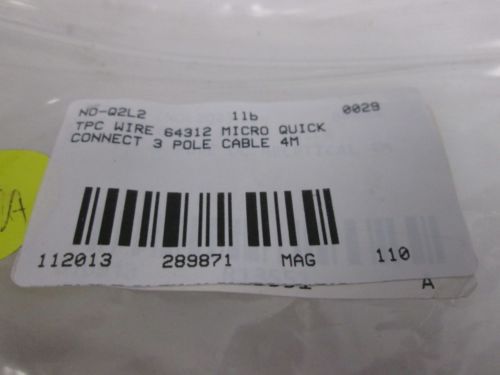 NO-Q2L2 1lb 0029
TPC WIRE 64312 MICRO QUICK
CONNECT 3 POLE CABLE 4M
112013 289871 MAG 110
A